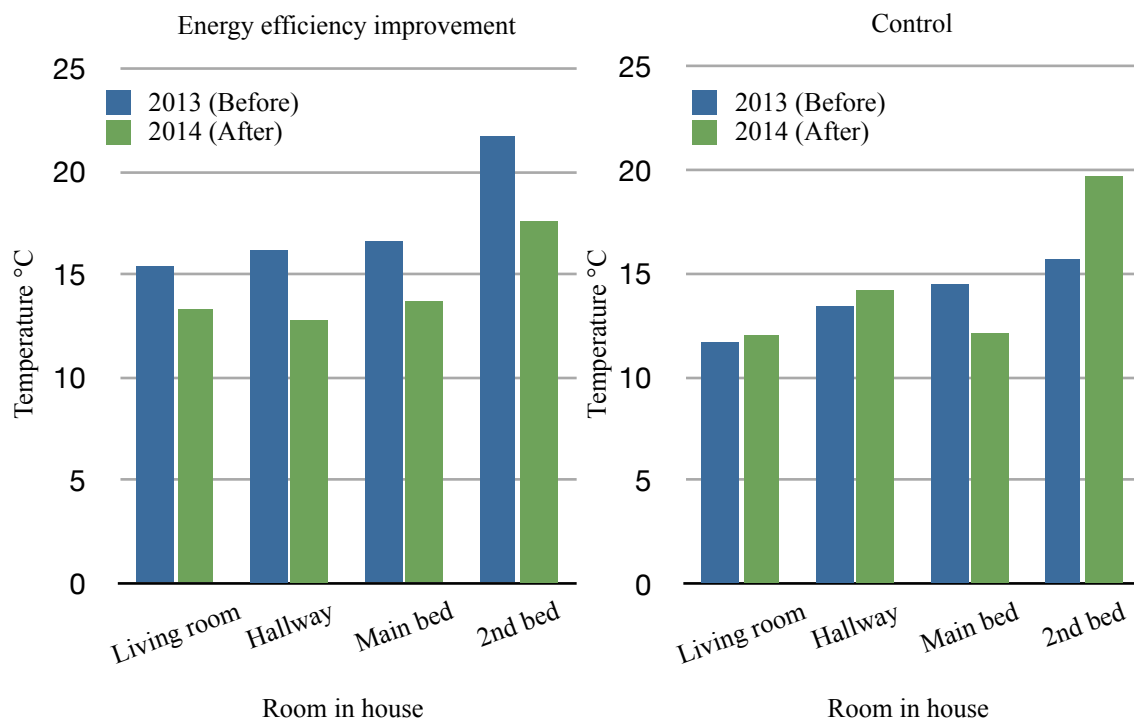 Energy efficiency improvement
25
2013 (Before)
2014 (After)
20
15
10
5
0
Temperature °C
Living room
Hallway
Main bed
2nd bed
Room in house
Control
25
2013 (Before)
2014 (After)
20
15
10
5
0
Temperature °C
Living room
Hallway
Main bed
2nd bed
Room in house